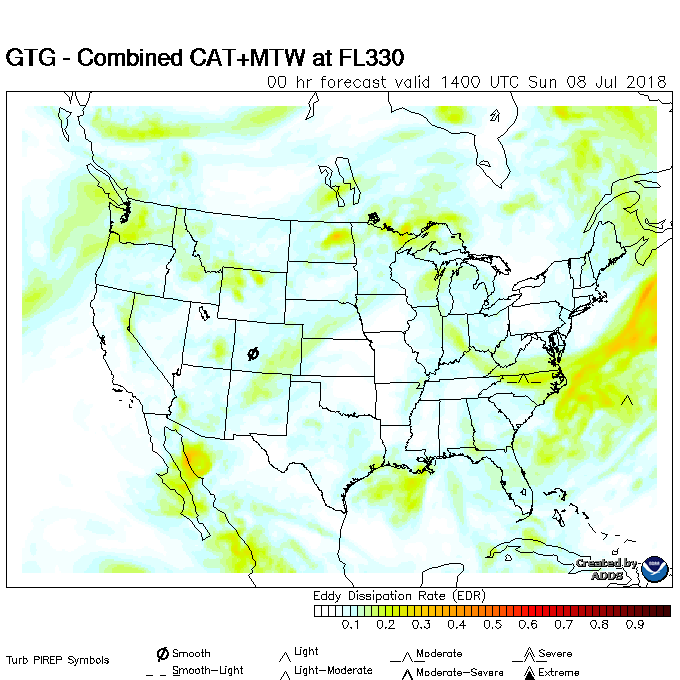 GTG - Combined CAT+MTW at FL330
00 hr forecast valid 1400 UTC Sun 08 Jul 2018
Created by
ADDS
Eddy Dissipation Rate (EDR)
0.1 0.2 0.3 0.4 0.5 0.6 0.7 0.8 0.9
Turb PIREP Symbols
Smooth
Light
Moderate
Severe
Smooth-Light
Light-Moderate
Moderate-Severe
Extreme